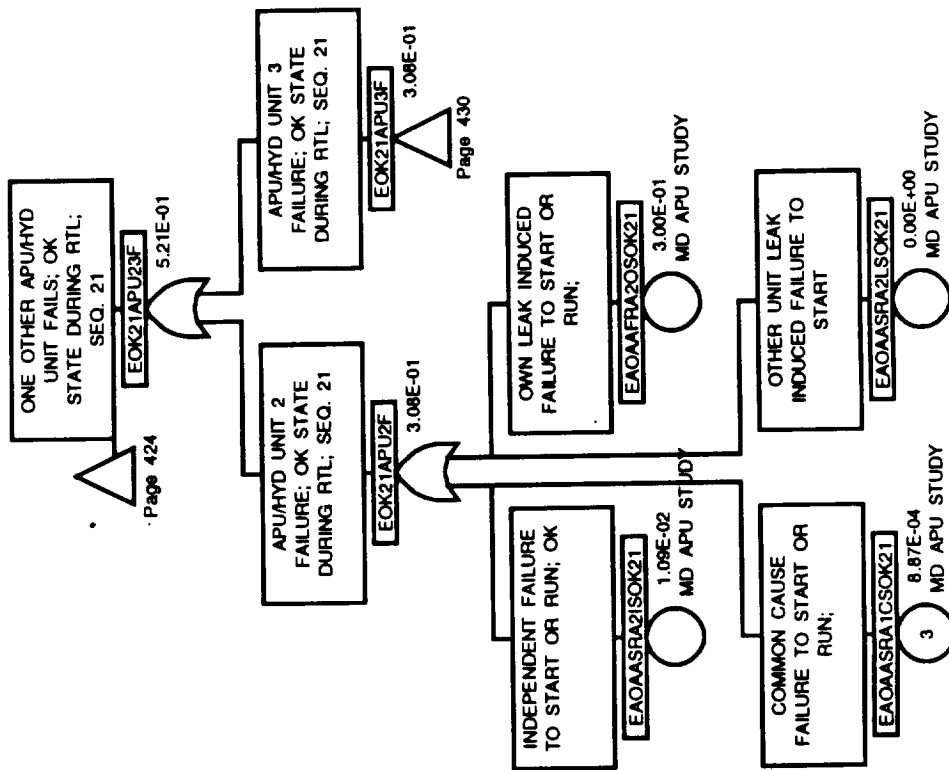 ONE OTHER APU/HYD
UNIT FAILS; OK
STATE DURING RTL;
SEQ. 21
EOK21APU23F
5.21E-01
Page 424
APU/HYD UNIT 2
FAILURE; OK STATE
DURING RTL; SEQ. 21
EOK21APU2F
3.08E-01
APU/HYD UNIT 3
FAILURE; OK STATE
DURING RTL; SEQ. 21
EOK21APU3F
3.08E-01
Page 430
INDEPENDENT FAILURE
TO START OR RUN; OK
EAOAASRA2ISOK21
1.09E-02
MD APU STUDY
OWN LEAK INDUCED
FAILURE TO START OR
RUN;
EAOAAFRA2OSOK21
3.00E-01
MD APU STUDY
COMMON CAUSE
FAILURE TO START OR
RUN;
EAOAASRA1CSOK21
3
8.87E-04
MD APU STUDY
OTHER UNIT LEAK
INDUCED FAILURE TO
START
EAOAASRA2LSOK21
0.00E+00
MD APU STUDY